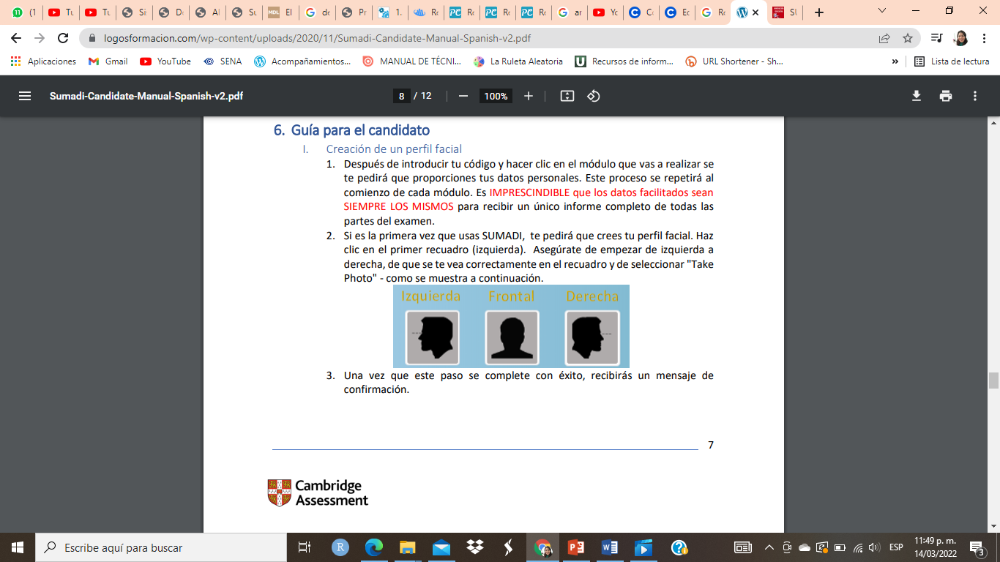 (1
Tu
Tu
Si
D
Al
Su
MDL
El
de
Pr
1.
Re
PC
Re
PC
Re
PC
Re
ar
Yo
Cu
Ec
Re
SU
logosformacion.com/wp-content/uploads/2020/11/Sumadi-Candidate-Manual-Spanish-v2.pdf
Aplicaciones
Gmail
YouTube
SENA
Acompañamientos...
MANUAL DE TÉCNI...
La Ruleta Aleatoria
Recursos de inform...
URL Shortener - Sh...
»
Lista de lectura
Sumadi-Candidate-Manual-Spanish-v2.pdf
8 / 12
100%
6. Guía para el candidato
I. Creación de un perfil facial
1. Después de introducir tu código y hacer clic en el módulo que vas a realizar se
te pedirá que proporciones tus datos personales. Este proceso se repetirá al
comienzo de cada módulo. Es IMPRESCINDIBLE que los datos facilitados sean
SIEMPRE LOS MISMOS para recibir un único informe completo de todas las
partes del examen.
2. Si es la primera vez que usas SUMADI, te pedirá que crees tu perfil facial. Haz
clic en el primer recuadro (izquierda). Asegúrate de empezar de izquierda a
derecha, de que se te vea correctamente en el recuadro y de seleccionar "Take
Photo" - como se muestra a continuación.
Izquierda Frontal Derecha
3. Una vez que este paso se complete con éxito, recibirás un mensaje de
confirmación.
7
Cambridge
Assessment
Escribe aquí para buscar
ESP
11:49 p. m.
14/03/2022
3